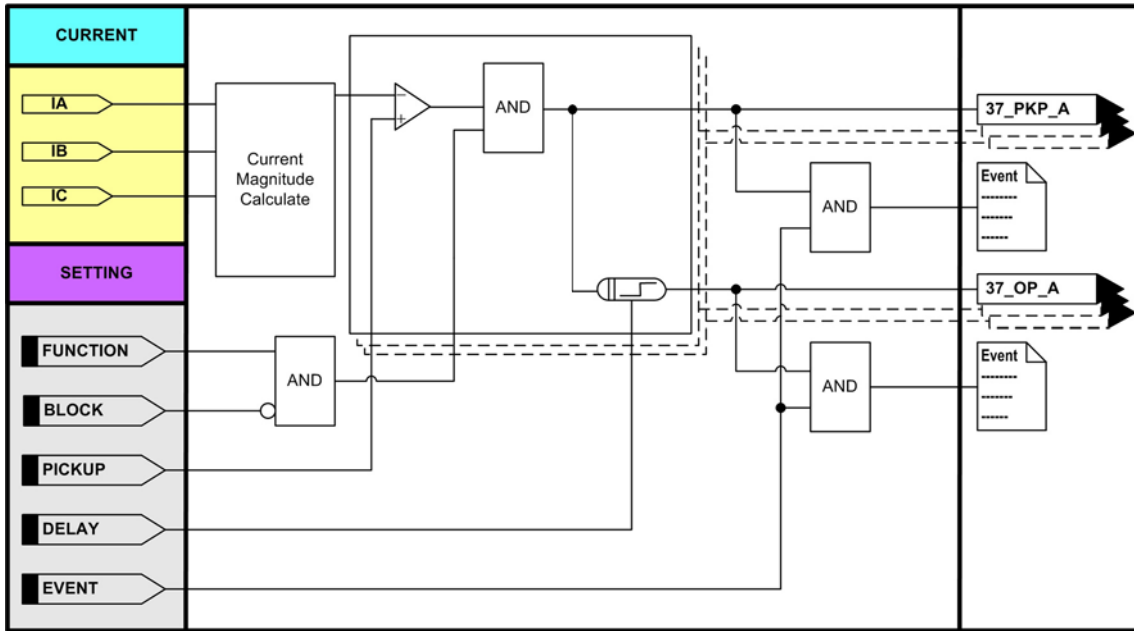 CURRENT
IA
IB
IC
SETTING
FUNCTION
BLOCK
PICKUP
DELAY
EVENT
Current
Magnitude
Calculate
−
+
AND
AND
AND
AND
37_PKP_A
Event
--------
-------
------
37_OP_A
Event
--------
-------
------